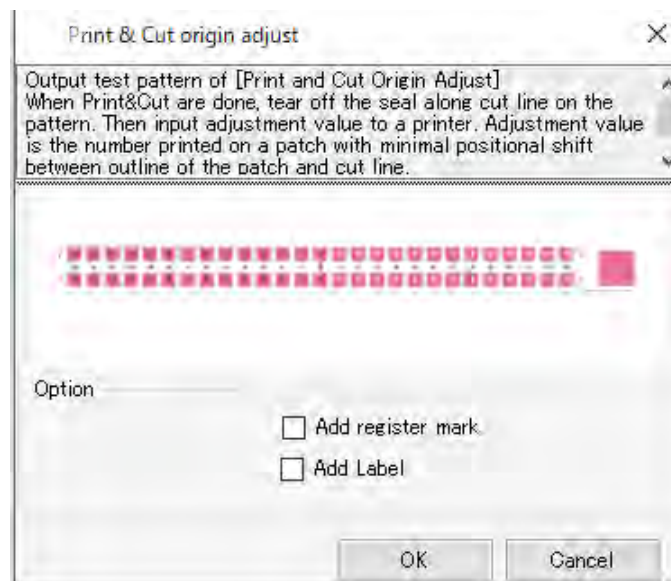 Print & Cut origin adjust
Output test pattern of [Print and Cut Origin Adjust]
When Print&Cut are done, tear off the seal along cut line on the
pattern. Then input adjustment value to a printer. Adjustment value
is the number printed on a patch with minimal positional shift
between outline of the patch and cut line.
Option
Add register mark
Add Label
OK
Cancel